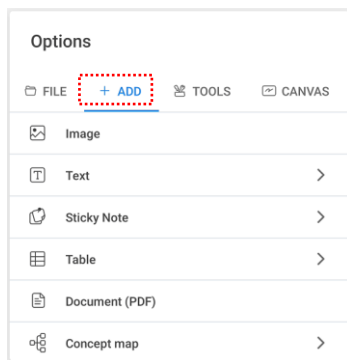 Options
FILE + ADD TOOLS CANVAS
Image
Text
Sticky Note
Table
Document (PDF)
Concept map